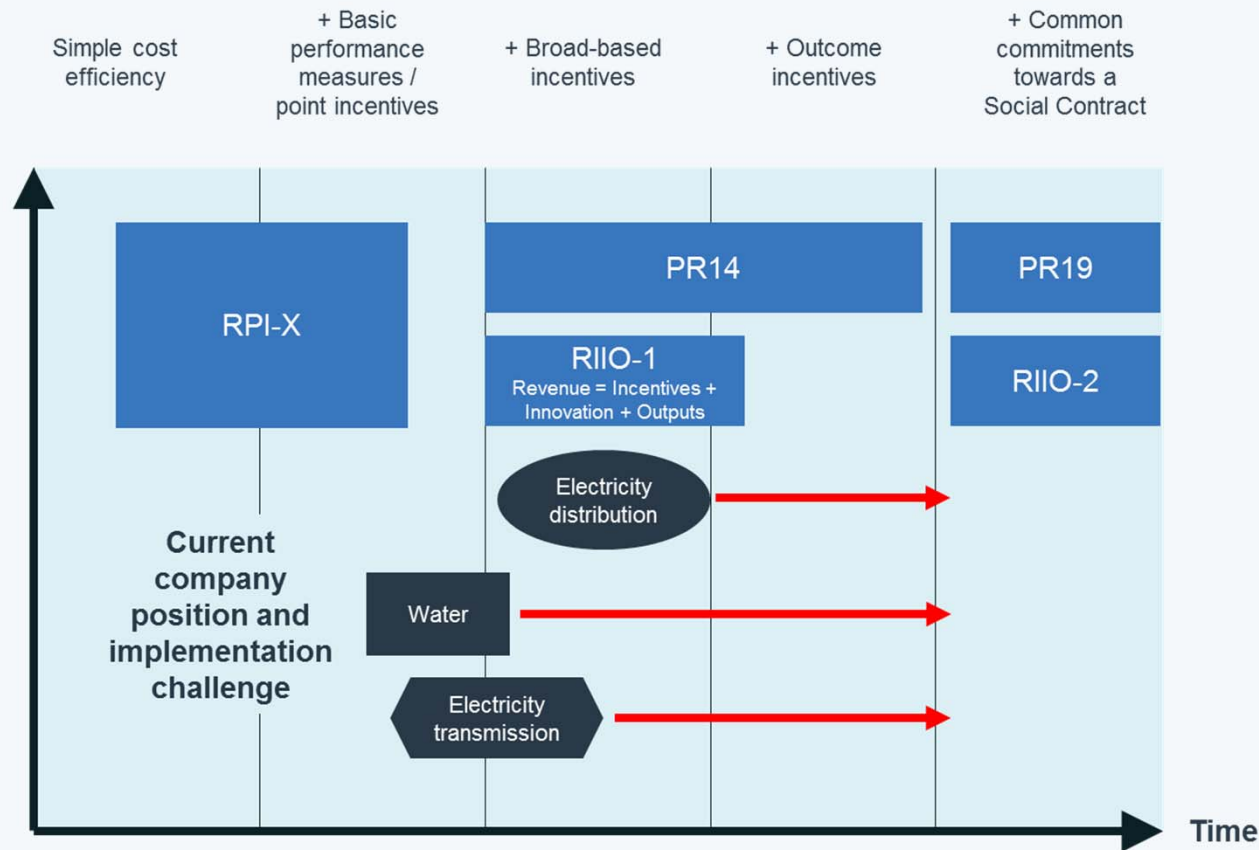 Simple cost
efficiency
+ Basic
performance
measures /
point incentives
+ Broad-based
incentives
+ Outcome
incentives
+ Common
commitments
towards a
Social Contract
RPI-X
PR14
PR19
RIIO-1
Revenue = Incentives +
Innovation + Outputs
RIIO-2
Electricity
distribution
Current
company
position and
implementation
challenge
Water
Electricity
transmission
Time